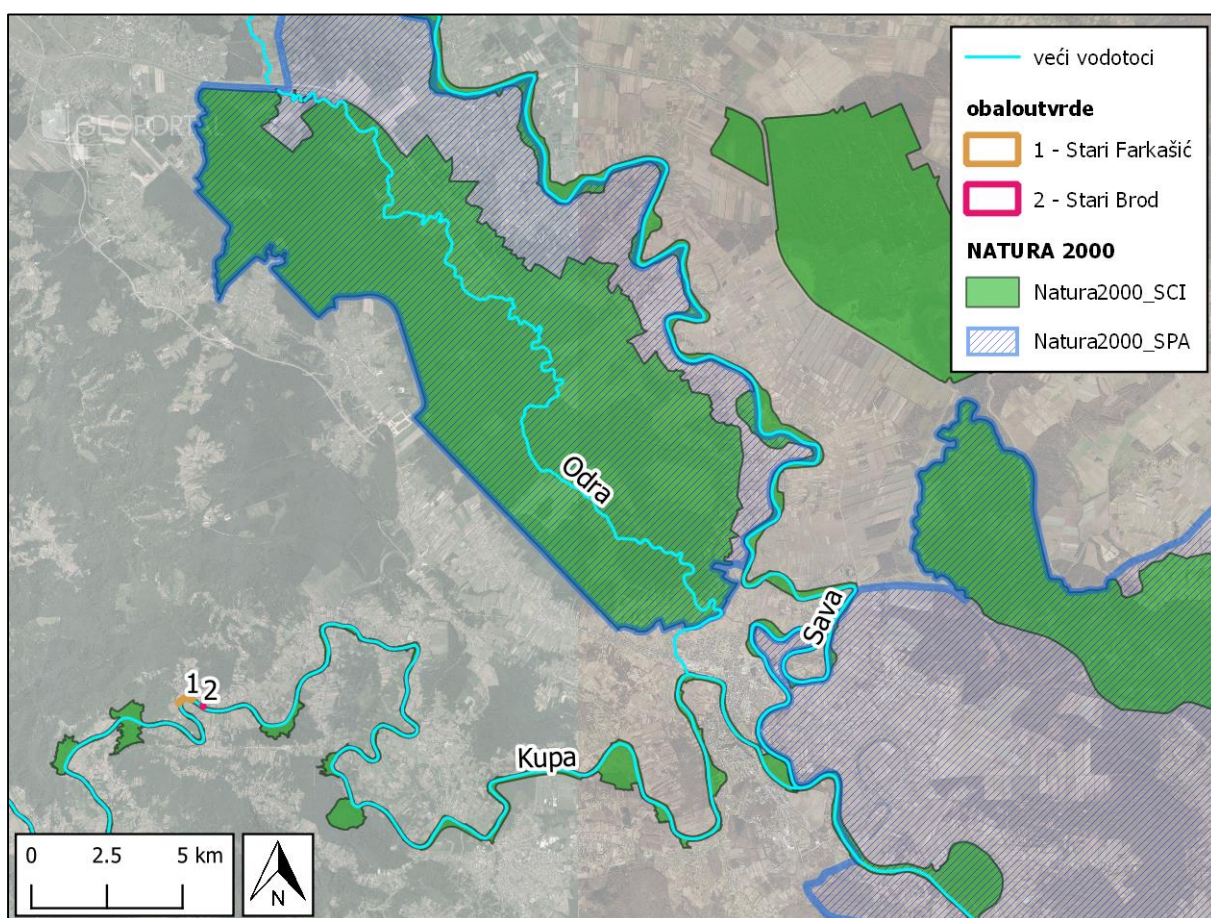 GEOPORTAL
veći vodotoci
obaloutvrde
1 - Stari Farkašić
2 - Stari Brod
NATURA 2000
Natura2000_SCI
Natura2000_SPA
Odra
Sava
1 2
Kupa
0 2.5 5 km
N